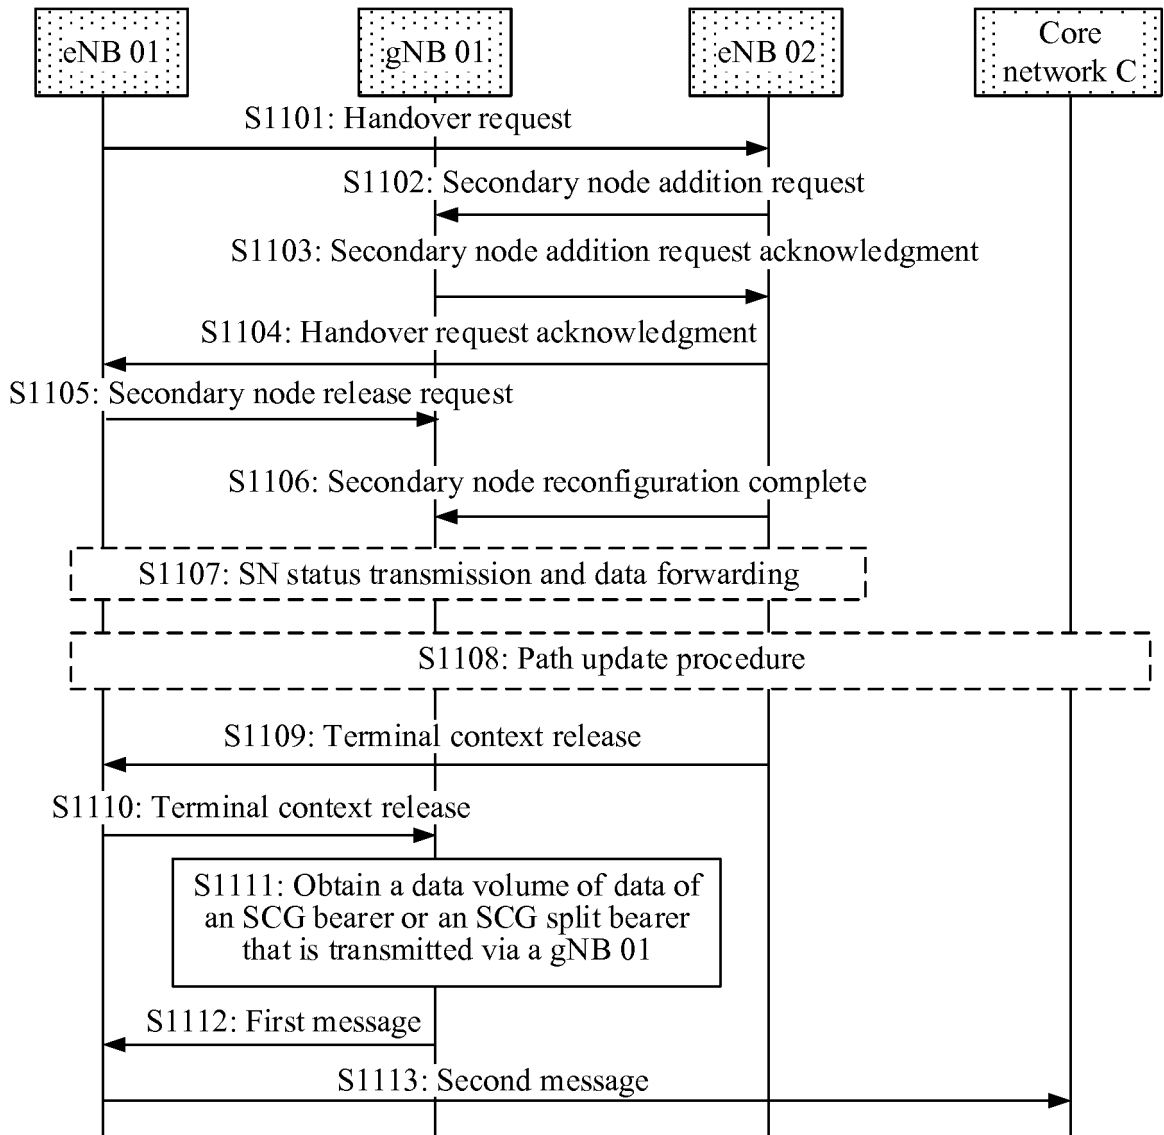 eNB 01
gNB 01
eNB 02
Core
network C
S1101: Handover request
S1102: Secondary node addition request
S1103: Secondary node addition request acknowledgment
S1104: Handover request acknowledgment
S1105: Secondary node release request
S1106: Secondary node reconfiguration complete
S1107: SN status transmission and data forwarding
S1108: Path update procedure
S1109: Terminal context release
S1110: Terminal context release
S1111: Obtain a data volume of data of
an SCG bearer or an SCG split bearer
that is transmitted via a gNB 01
S1112: First message
S1113: Second message